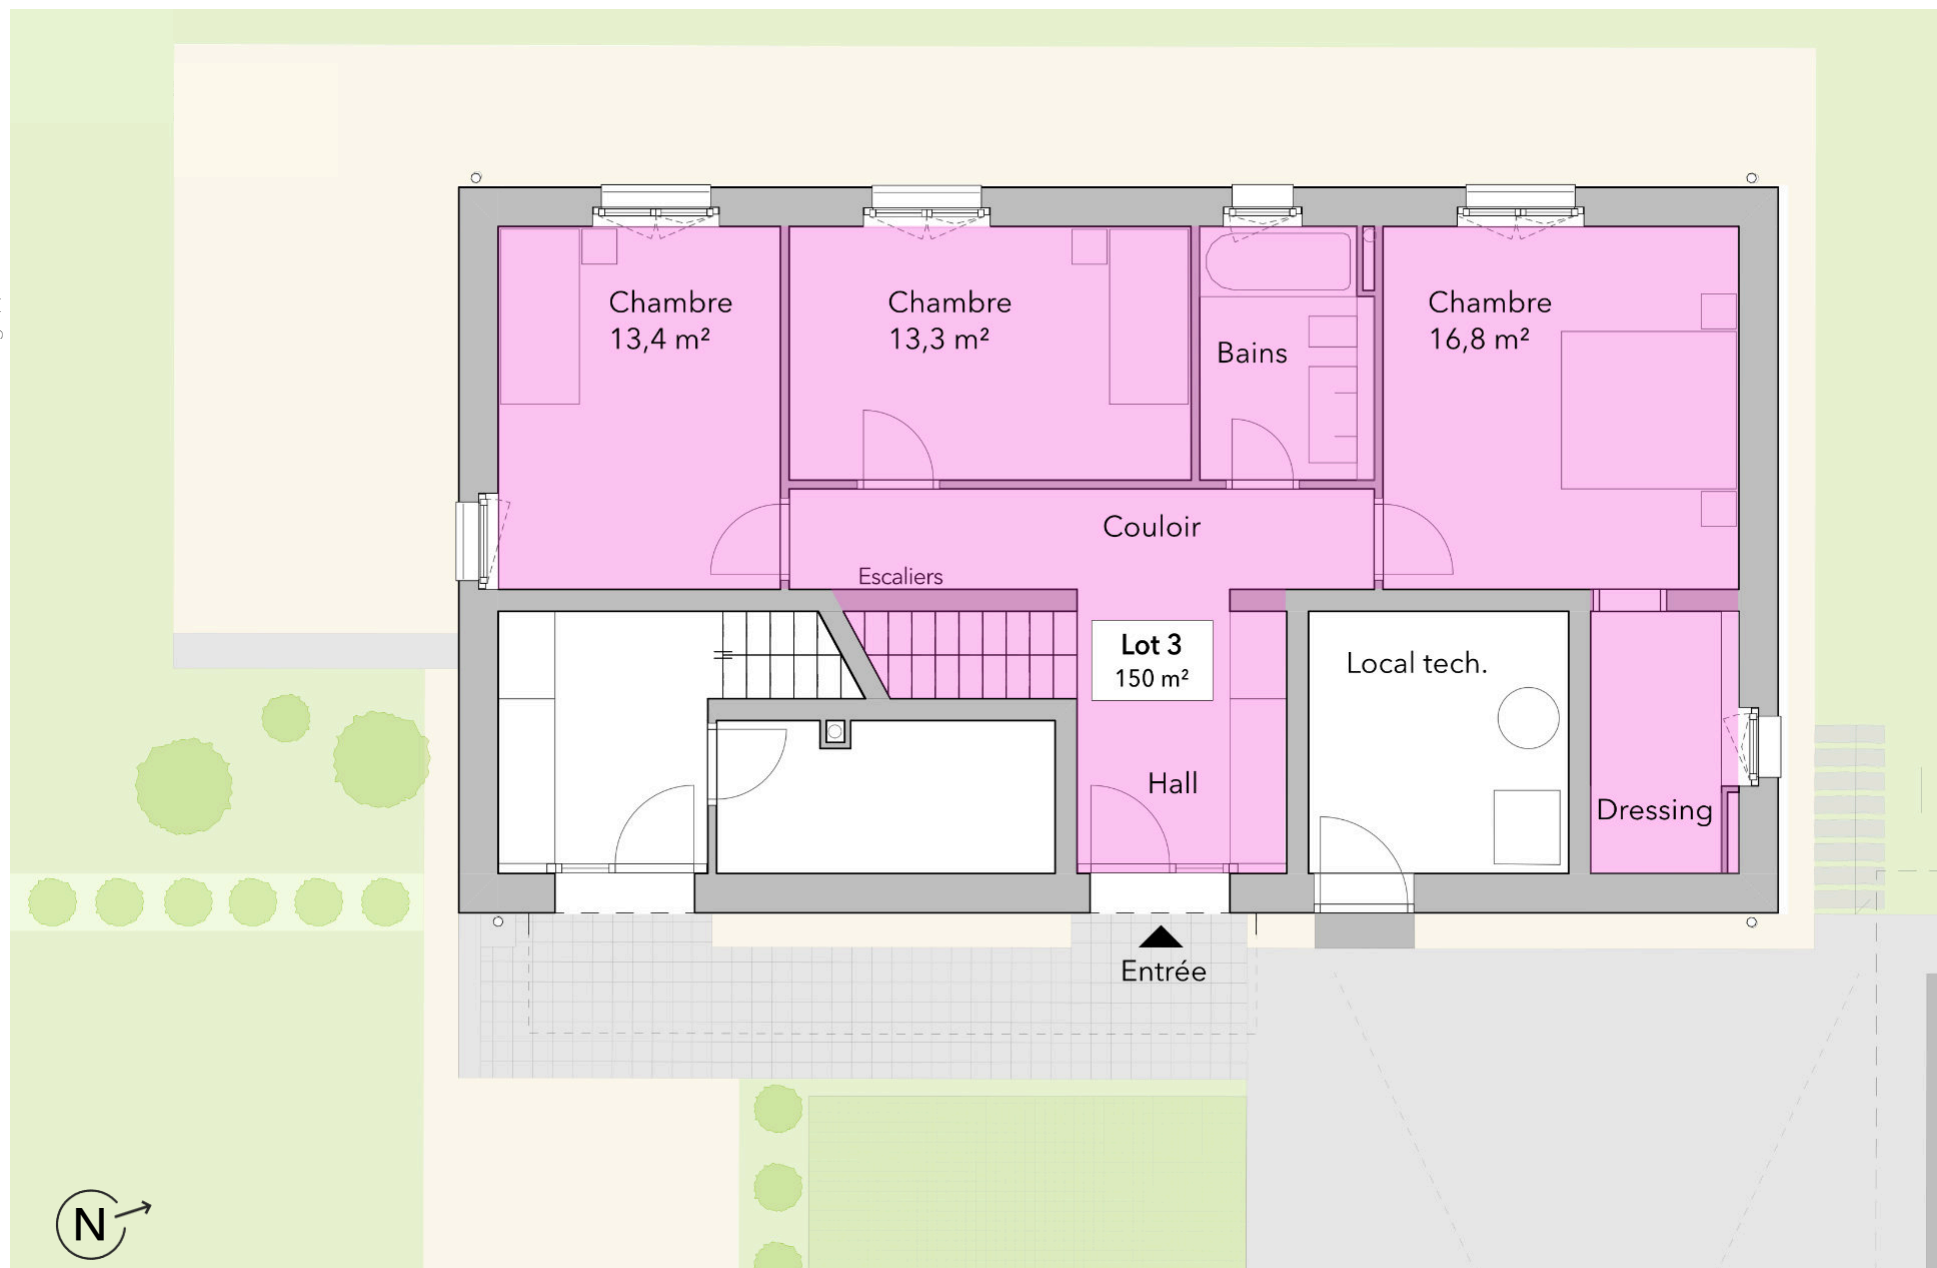 Chambre
13,4 m²
Chambre
13,3 m²
Bains
Chambre
16,8 m²
Couloir
Escaliers
Lot 3
150 m²
Local tech.
Hall
Dressing
Entrée
N